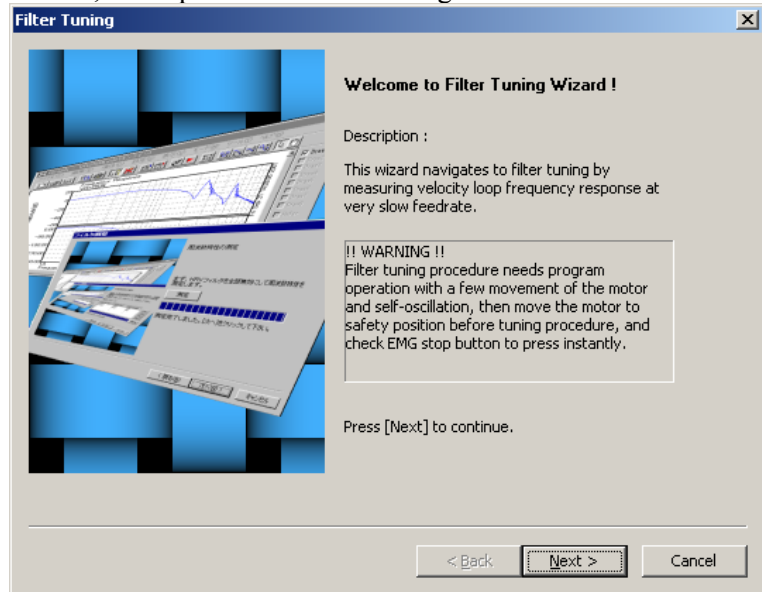 Filter Tuning
Welcome to Filter Tuning Wizard !
Description :
This wizard navigates to filter tuning by
measuring velocity loop frequency response at
very slow feedrate.
!! WARNING !!
Filter tuning procedure needs program
operation with a few movement of the motor
and self-oscillation, then move the motor to
safety position before tuning procedure, and
check EMG stop button to press instantly.
Press [Next] to continue.
< Back
Next >
Cancel